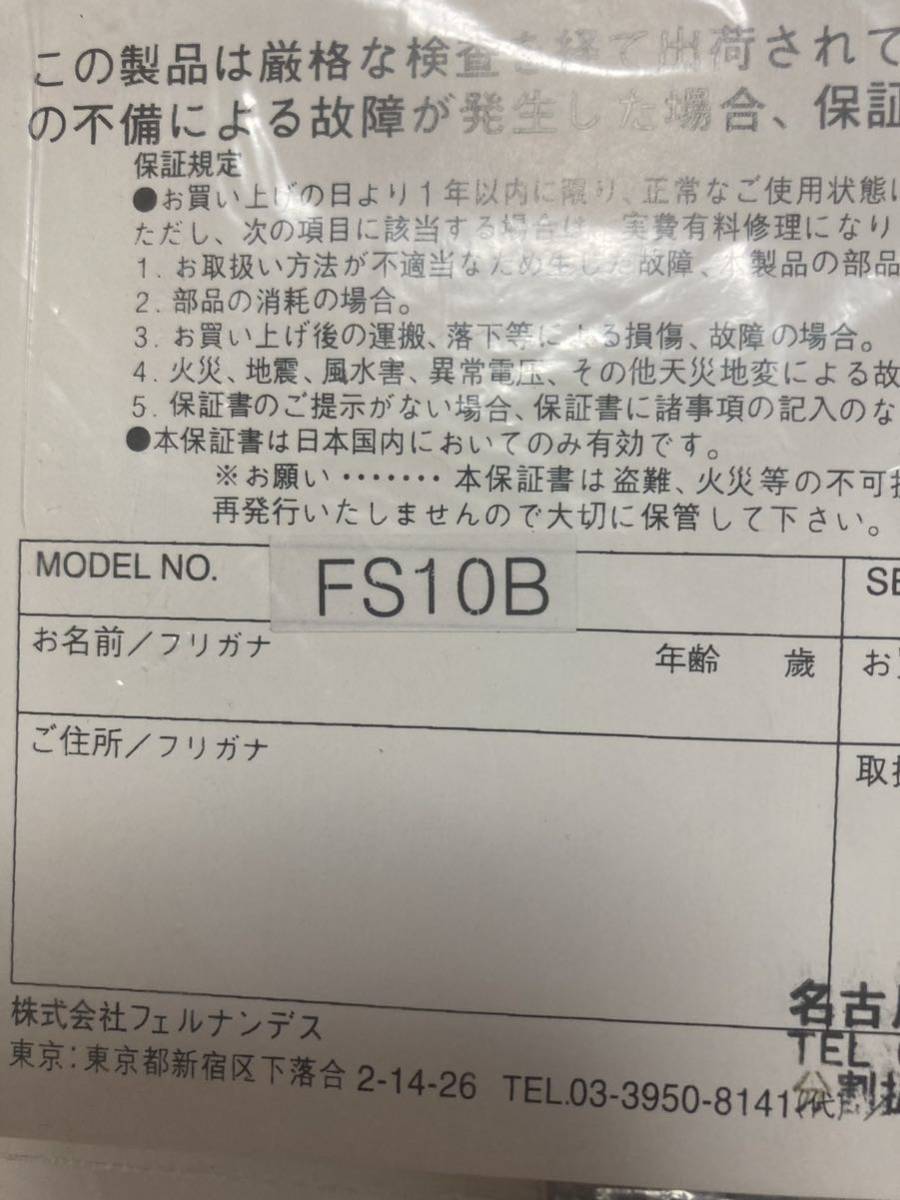 この製品は厳格な検査を経て出荷されて
の不備による故障が発生した場合、保証
保証規定
●お買い上げの日より1年以内に限り、正常なご使用状態に
ただし、次の項目に該当する場合は、実費有料修理になり
1. お取扱い方法が不適当なため生じた故障、本製品の部品
2. 部品の消耗の場合。
3. お買い上げ後の運搬、落下等による損傷、故障の場合。
4. 火災、地震、風水害、異常電圧、その他天災地変による故
5. 保証書のご提示がない場合、保証書に諸事項の記入のな
●本保証書は日本国内においてのみ有効です。
※お願い・・・・・・・本保証書は盗難、火災等の不可抗
再発行いたしませんので大切に保管して下さい。
MODEL NO. FS10B SE
お名前/フリガナ 年齢 歳 お買
ご住所/フリガナ 取扱
株式会社フェルナンデス 名古屋
東京:東京都新宿区下落合 2-14-26 TEL.03-3950-8141(代)
TEL